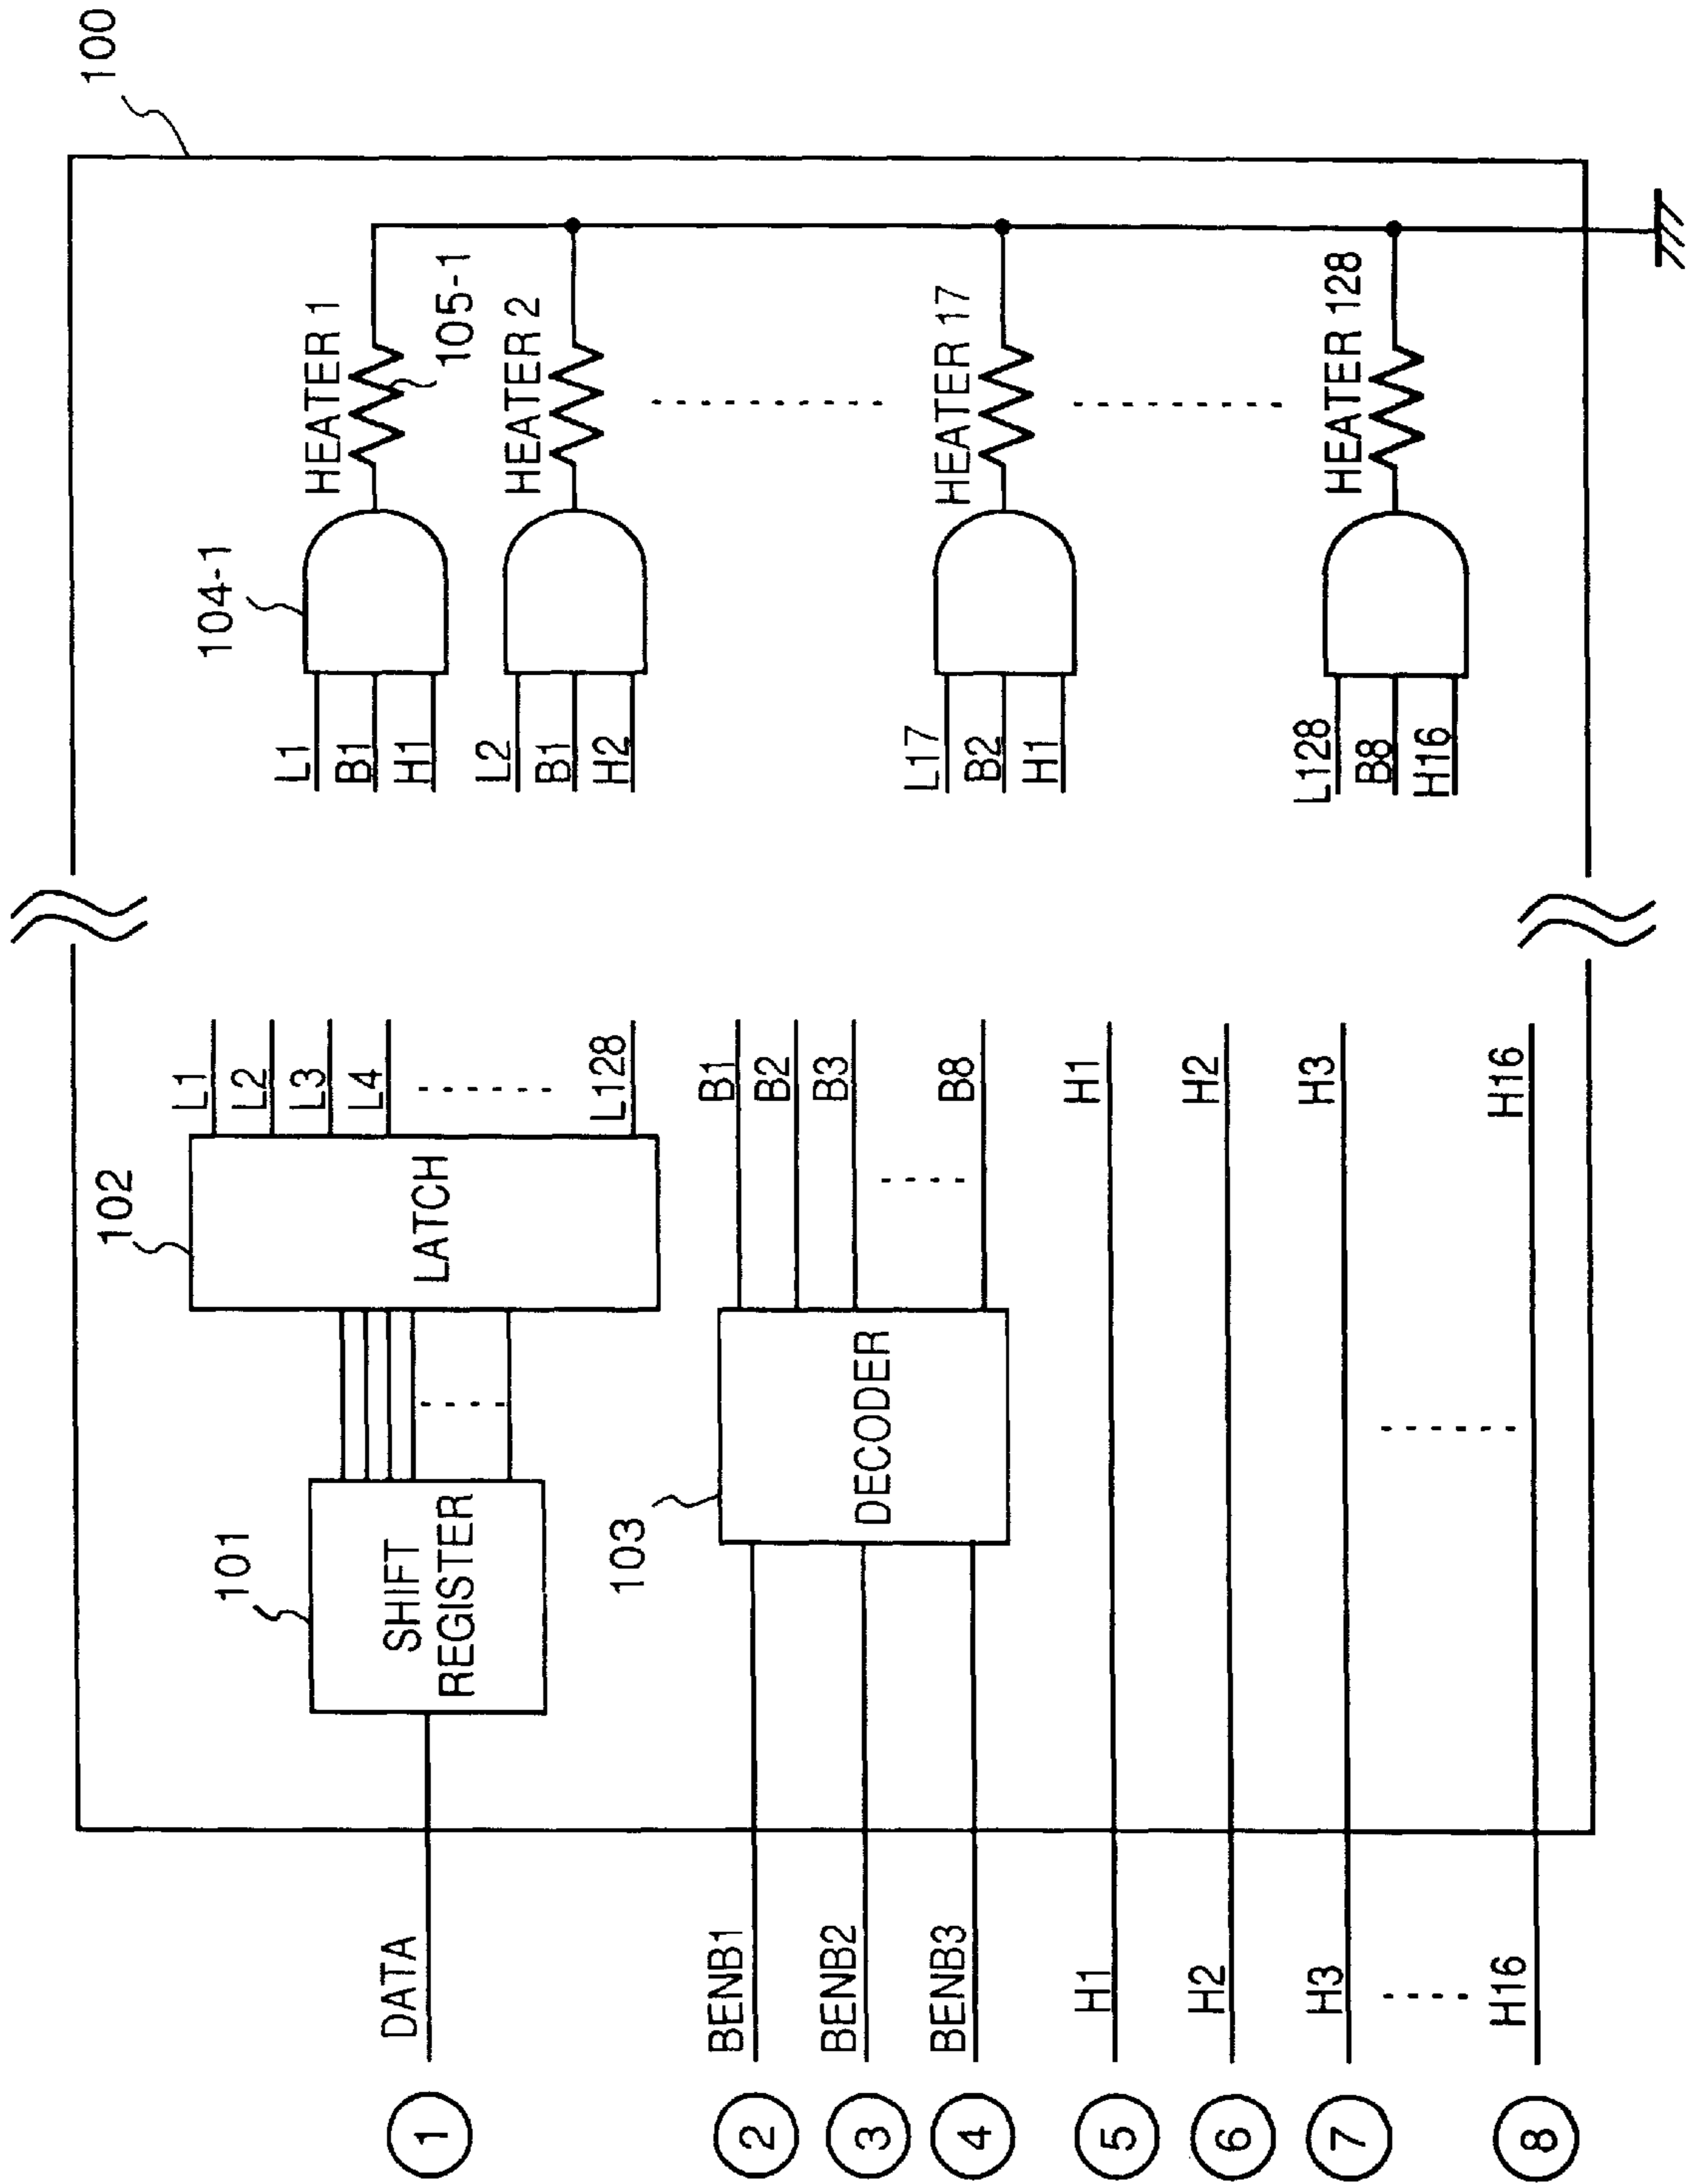 100
DATA
101
SHIFT
REGISTER
102
LATCH
L1
L2
L3
L4
L128
BENB1
BENB2
BENB3
103
DECODER
B1
B2
B3
B8
H1
H2
H3
H16
H1
H2
H3
H16
104-1
L1
B1
H1
HEATER 1
105-1
L2
B1
H2
HEATER 2
L17
B2
H1
HEATER 17
L128
B8
H16
HEATER 128
1
2
3
4
5
6
7
8